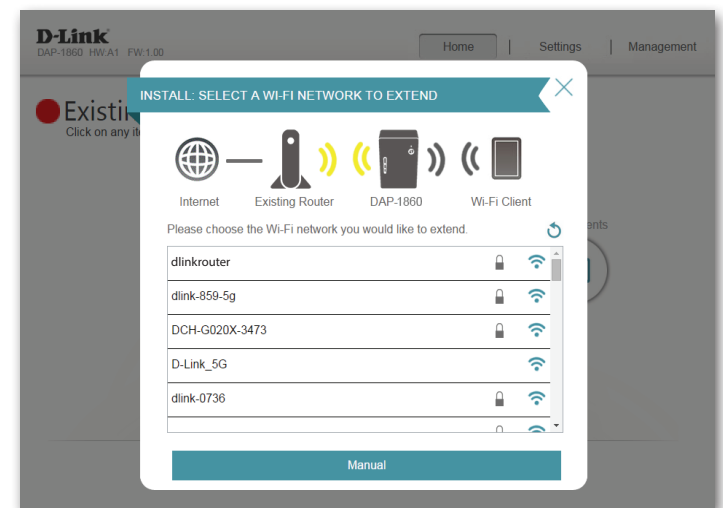 D-Link
DAP-1860 HW:A1 FW:1.00
Home | Settings | Management
INSTALL: SELECT A WI-FI NETWORK TO EXTEND
Existi
Click on any it
Internet Existing Router DAP-1860 Wi-Fi Client
Please choose the Wi-Fi network you would like to extend.
ents
dlinkrouter
dlink-859-5g
DCH-G020X-3473
D-Link_5G
dlink-0736
Manual